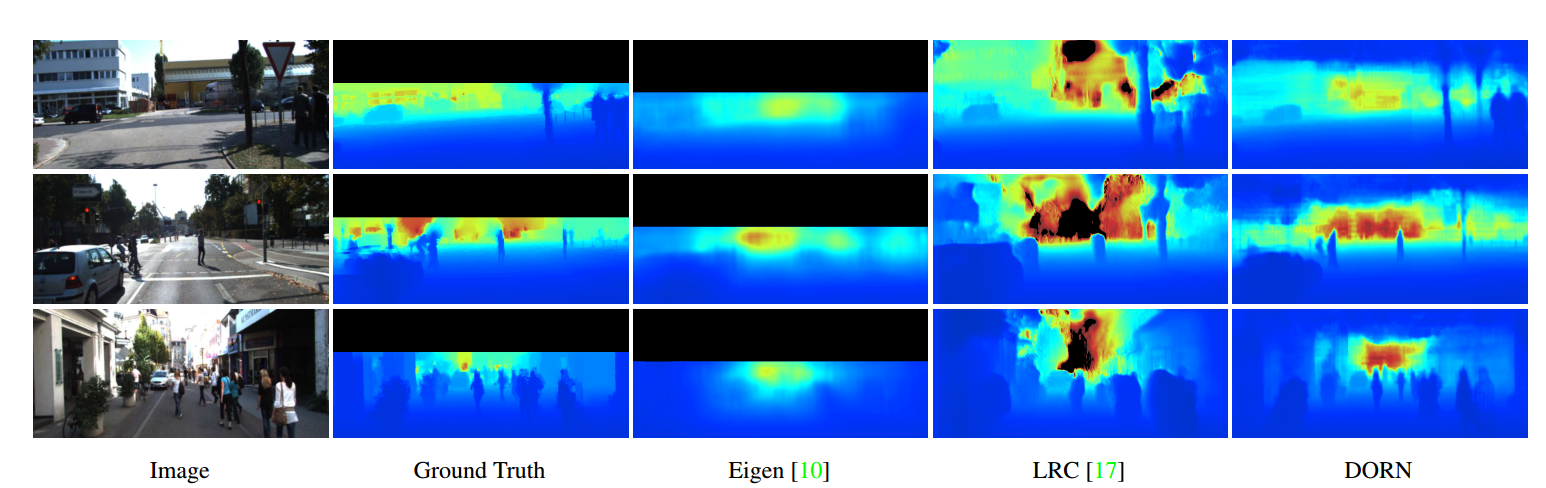 Image Ground Truth Eigen [10] LRC [17] DORN